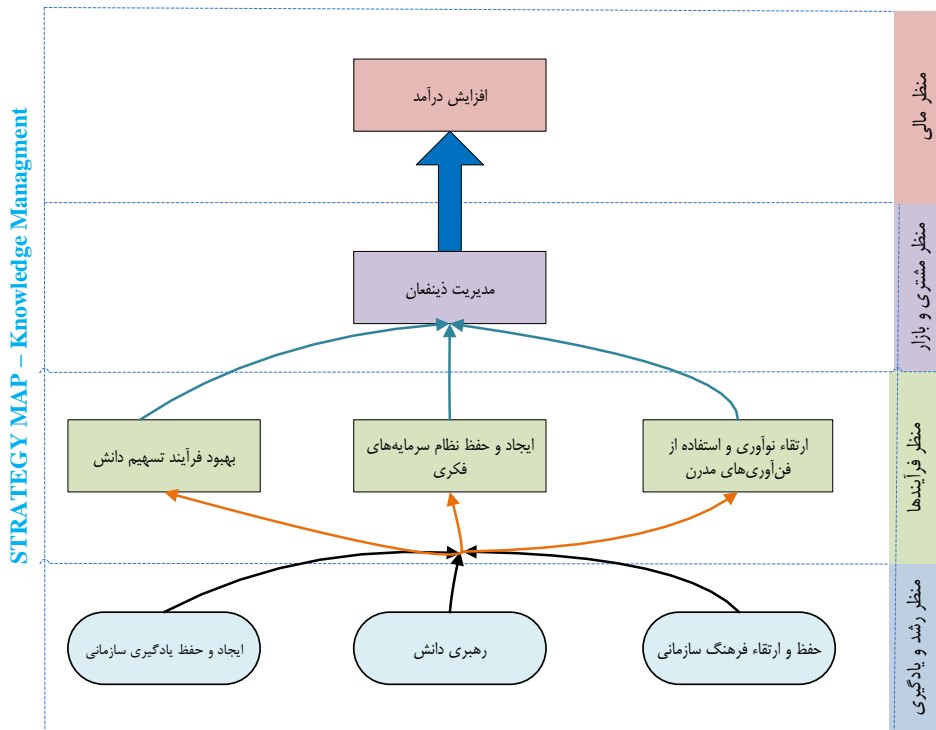 STRATEGY MAP – Knowledge Managment
منظر مالی
افزایش درآمد
منظر مشتری و بازار
مدیریت ذینفعان
منظر فرآیندها
ارتقاء نوآوری و استفاده از
فن‌آوری‌های مدرن
ایجاد و حفظ نظام سرمایه‌های
فکری
بهبود فرآیند تسهیم دانش
منظر رشد و یادگیری
حفظ و ارتقاء فرهنگ سازمانی
رهبری دانش
ایجاد و حفظ یادگیری سازمانی